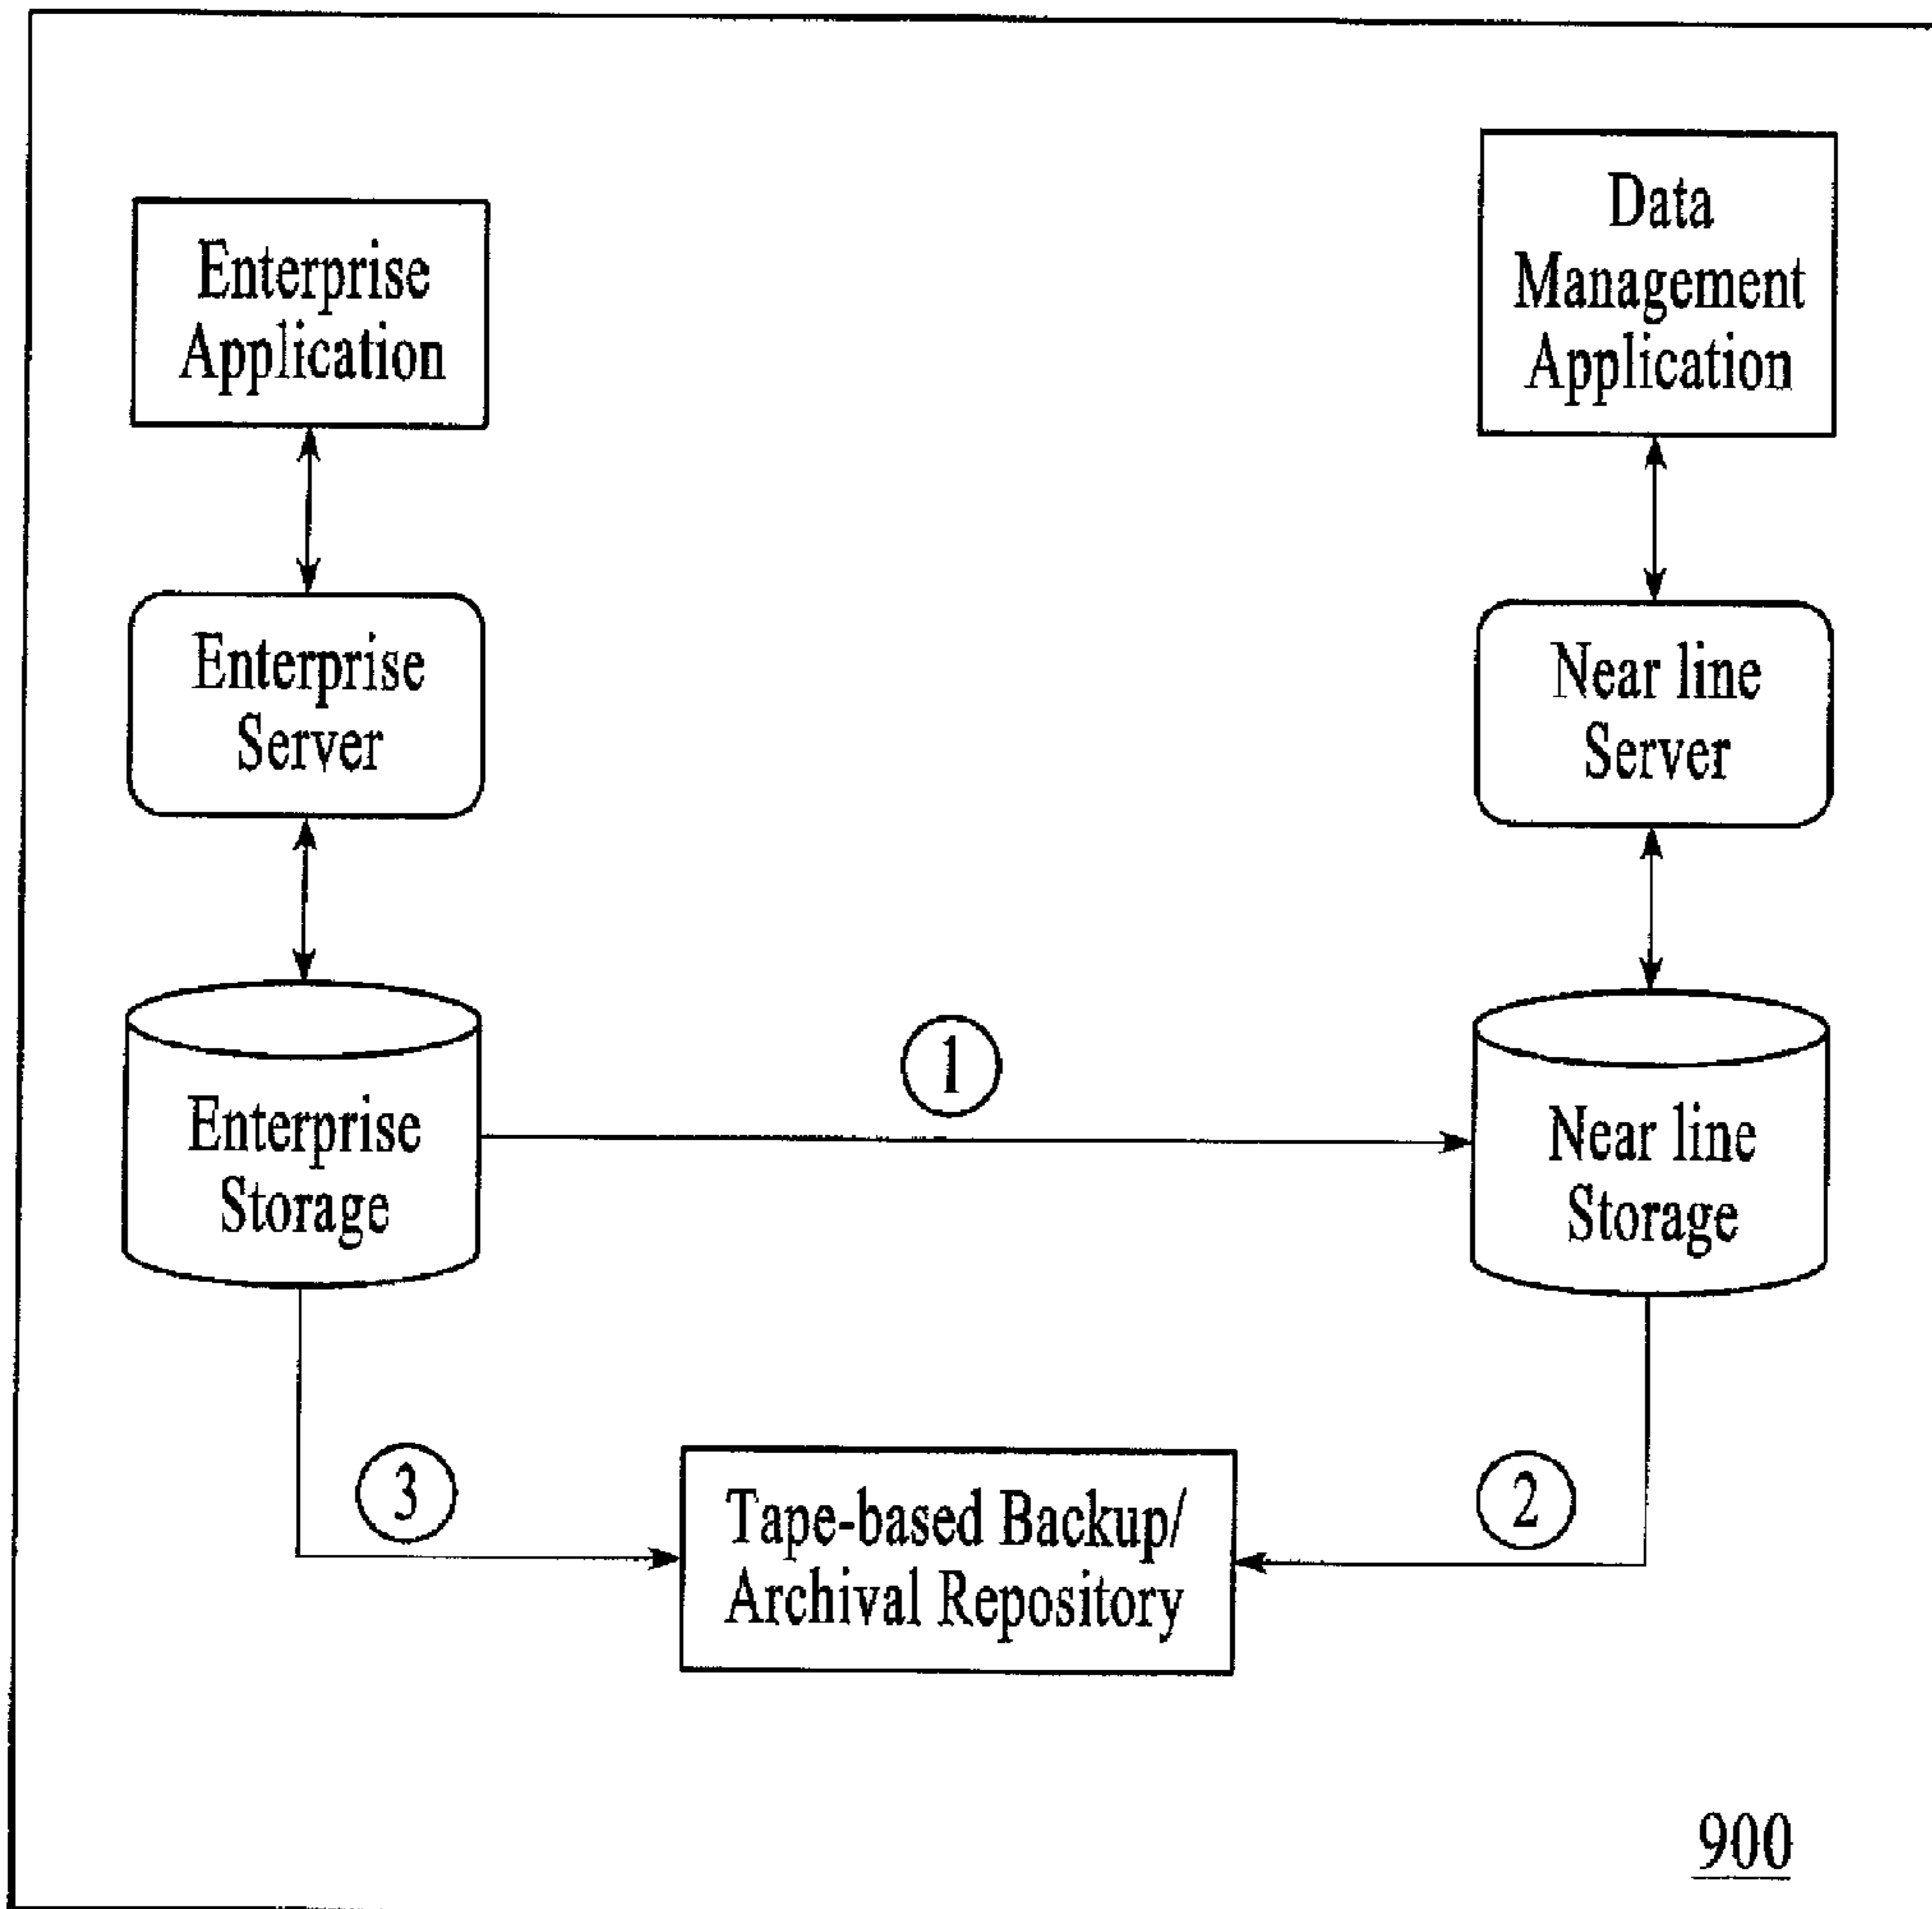 Enterprise
Application
Data
Management
Application
Enterprise
Server
Near line
Server
1
Enterprise
Storage
Near line
Storage
3
Tape-based Backup/
Archival Repository
2
900